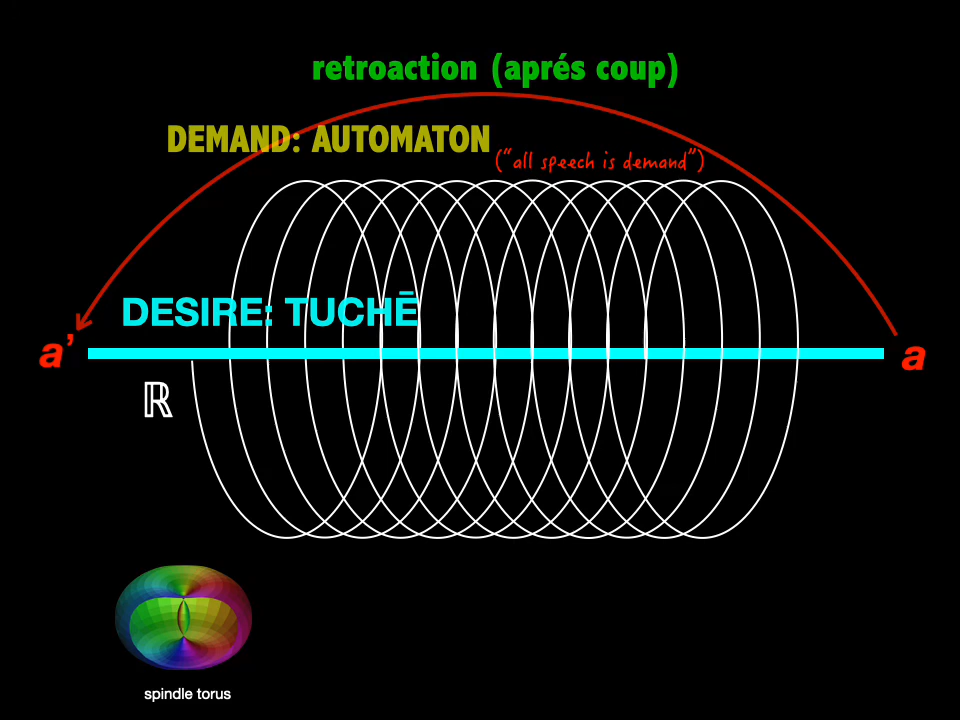 retroaction (aprés coup)
DEMAND: AUTOMATON
("all speech is demand")
DESIRE: TUCHĒ
a’
a
ℝ
spindle torus